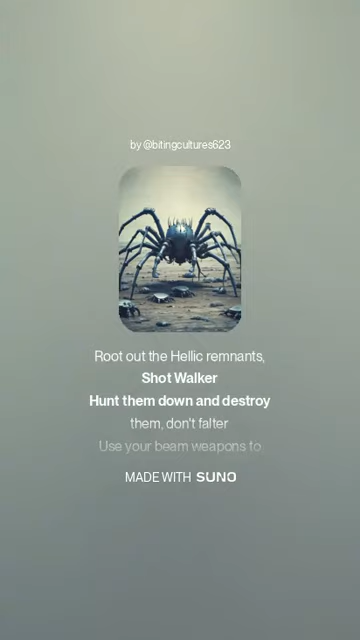 by @bitingcultures623
Root out the Hellic remnants,
Shot Walker
Hunt them down and destroy
them, don't falter
Use your beam weapons to
MADE WITH SUNO